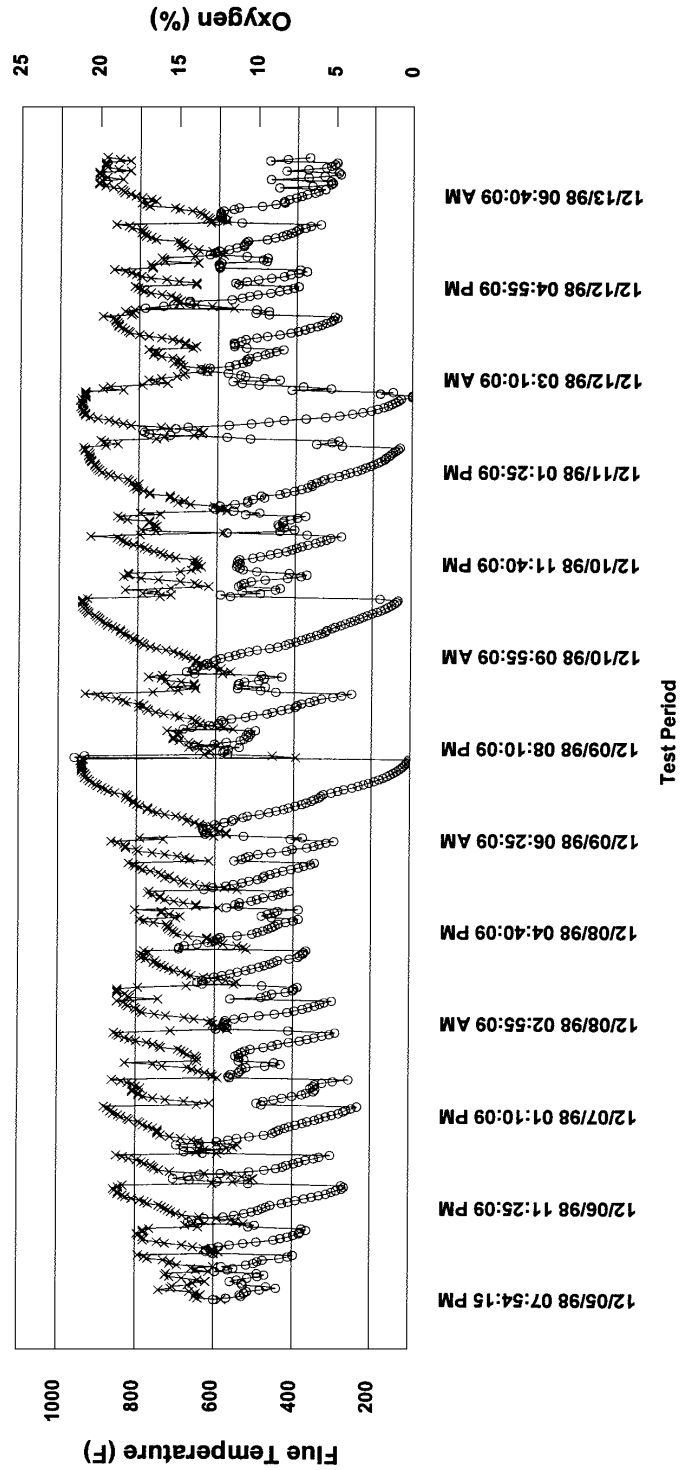 Flue Temperature (F)
1000
800
600
400
200
Oxygen (%)
25
20
15
10
5
0
12/05/98 07:54:15 PM
12/06/98 11:25:09 PM
12/07/98 01:10:09 PM
12/08/98 02:55:09 AM
12/08/98 04:40:09 PM
12/09/98 06:25:09 AM
12/09/98 08:10:09 PM
12/10/98 09:55:09 AM
12/10/98 11:40:09 PM
12/11/98 01:25:09 PM
12/12/98 03:10:09 AM
12/12/98 04:55:09 PM
12/13/98 06:40:09 AM
Test Period